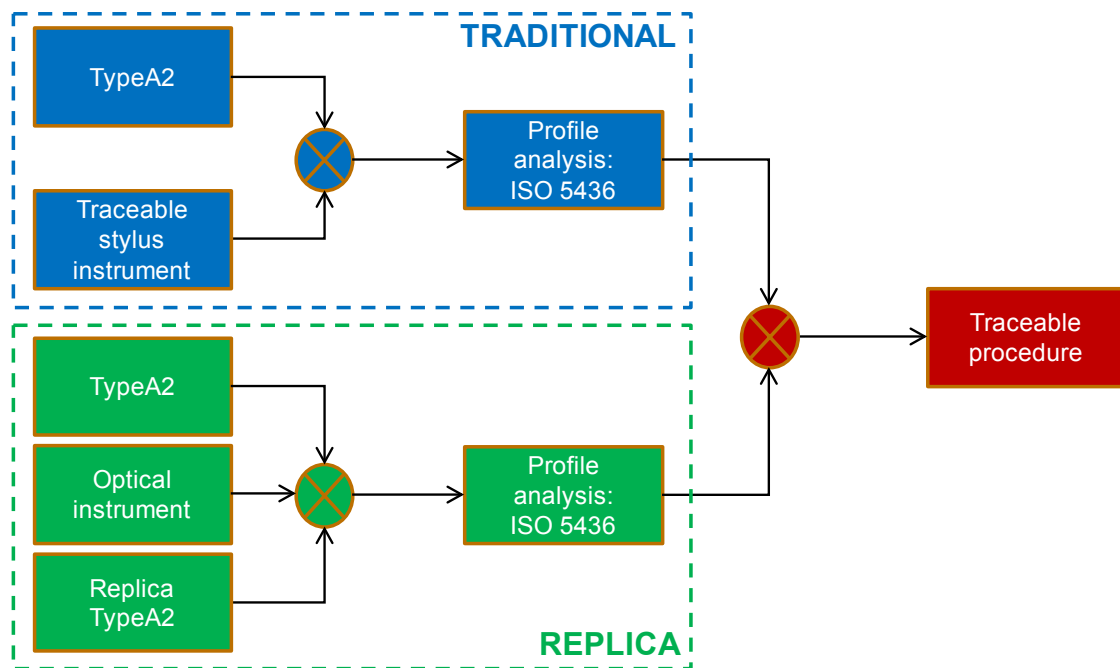 TRADITIONAL
TypeA2
Traceable
stylus
instrument
Profile
analysis:
ISO 5436
Traceable
procedure
TypeA2
Optical
instrument
Replica
TypeA2
Profile
analysis:
ISO 5436
REPLICA